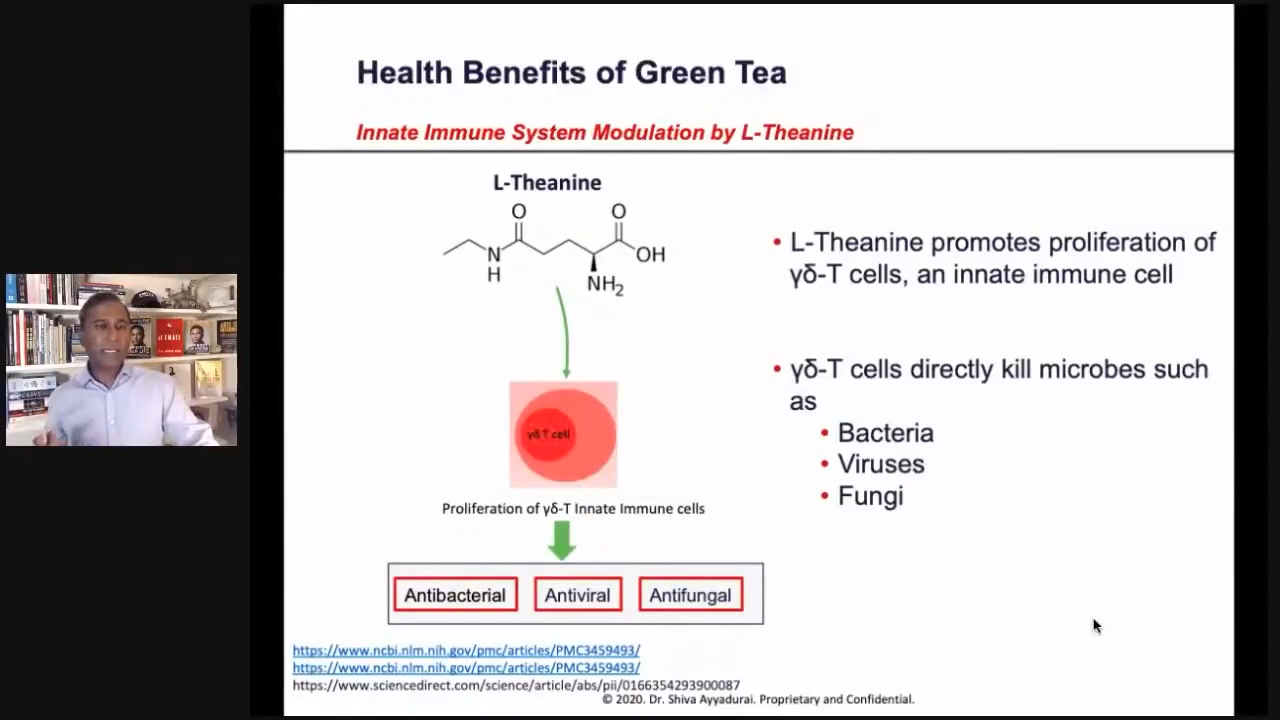 Health Benefits of Green Tea
Innate Immune System Modulation by L-Theanine
L-Theanine
O
O
N
H
OH
NH₂
γδ T cell
Proliferation of γδ-T Innate Immune cells
Antibacterial
Antiviral
Antifungal
• L-Theanine promotes proliferation of
γδ-T cells, an innate immune cell
• γδ-T cells directly kill microbes such
as
• Bacteria
• Viruses
• Fungi
https://www.ncbi.nlm.nih.gov/pmc/articles/PMC3459493/
https://www.ncbi.nlm.nih.gov/pmc/articles/PMC3459493/
https://www.sciencedirect.com/science/article/abs/pii/0166354293900087
© 2020. Dr. Shiva Ayyadurai. Proprietary and Confidential.